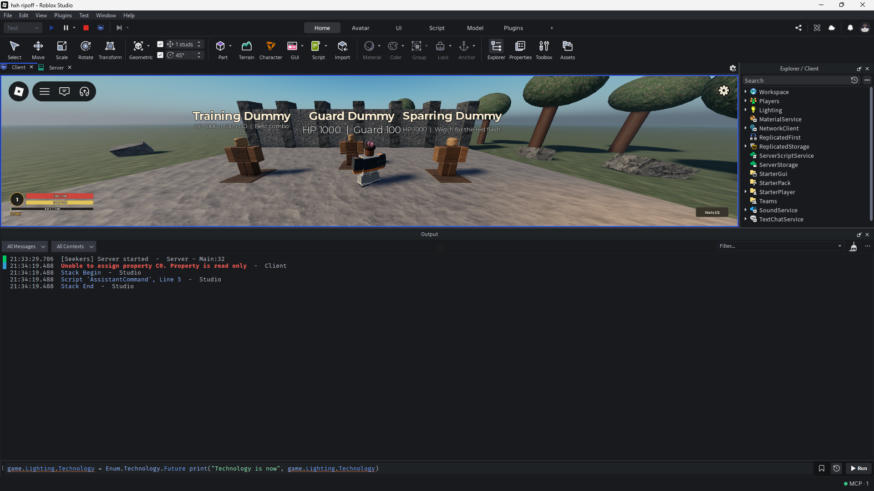 hxh ripoff - Roblox Studio
File Edit View Plugins Test Window Help
Test
Home Avatar UI Script Model Plugins +
1 studs
45°
Select Move Scale Rotate Transform Geometric Part Terrain Character GUI Script Import Material Color Group Lock Anchor Explorer Properties Toolbox Assets
Client Server
Explorer / Client
Search
Workspace
Players
Lighting
MaterialService
NetworkClient
ReplicatedFirst
ReplicatedStorage
ServerScriptService
ServerStorage
StarterGui
StarterPack
StarterPlayer
Teams
SoundService
TextChatService
Training Dummy Guard Dummy Sparring Dummy
HP 1000 | Guard 100
1
Output
All Messages All Contexts Filter...
21:33:29.706 [Seekers] Server started - Server - Main:32
21:34:19.488 Unable to assign property C0. Property is read only - Client
21:34:19.488 Stack Begin - Studio
21:34:19.488 Script 'AssistantCommand', Line 5 - Studio
21:34:19.488 Stack End - Studio
game.Lighting.Technology = Enum.Technology.Future print("Technology is now", game.Lighting.Technology)
Run
MCP · 1